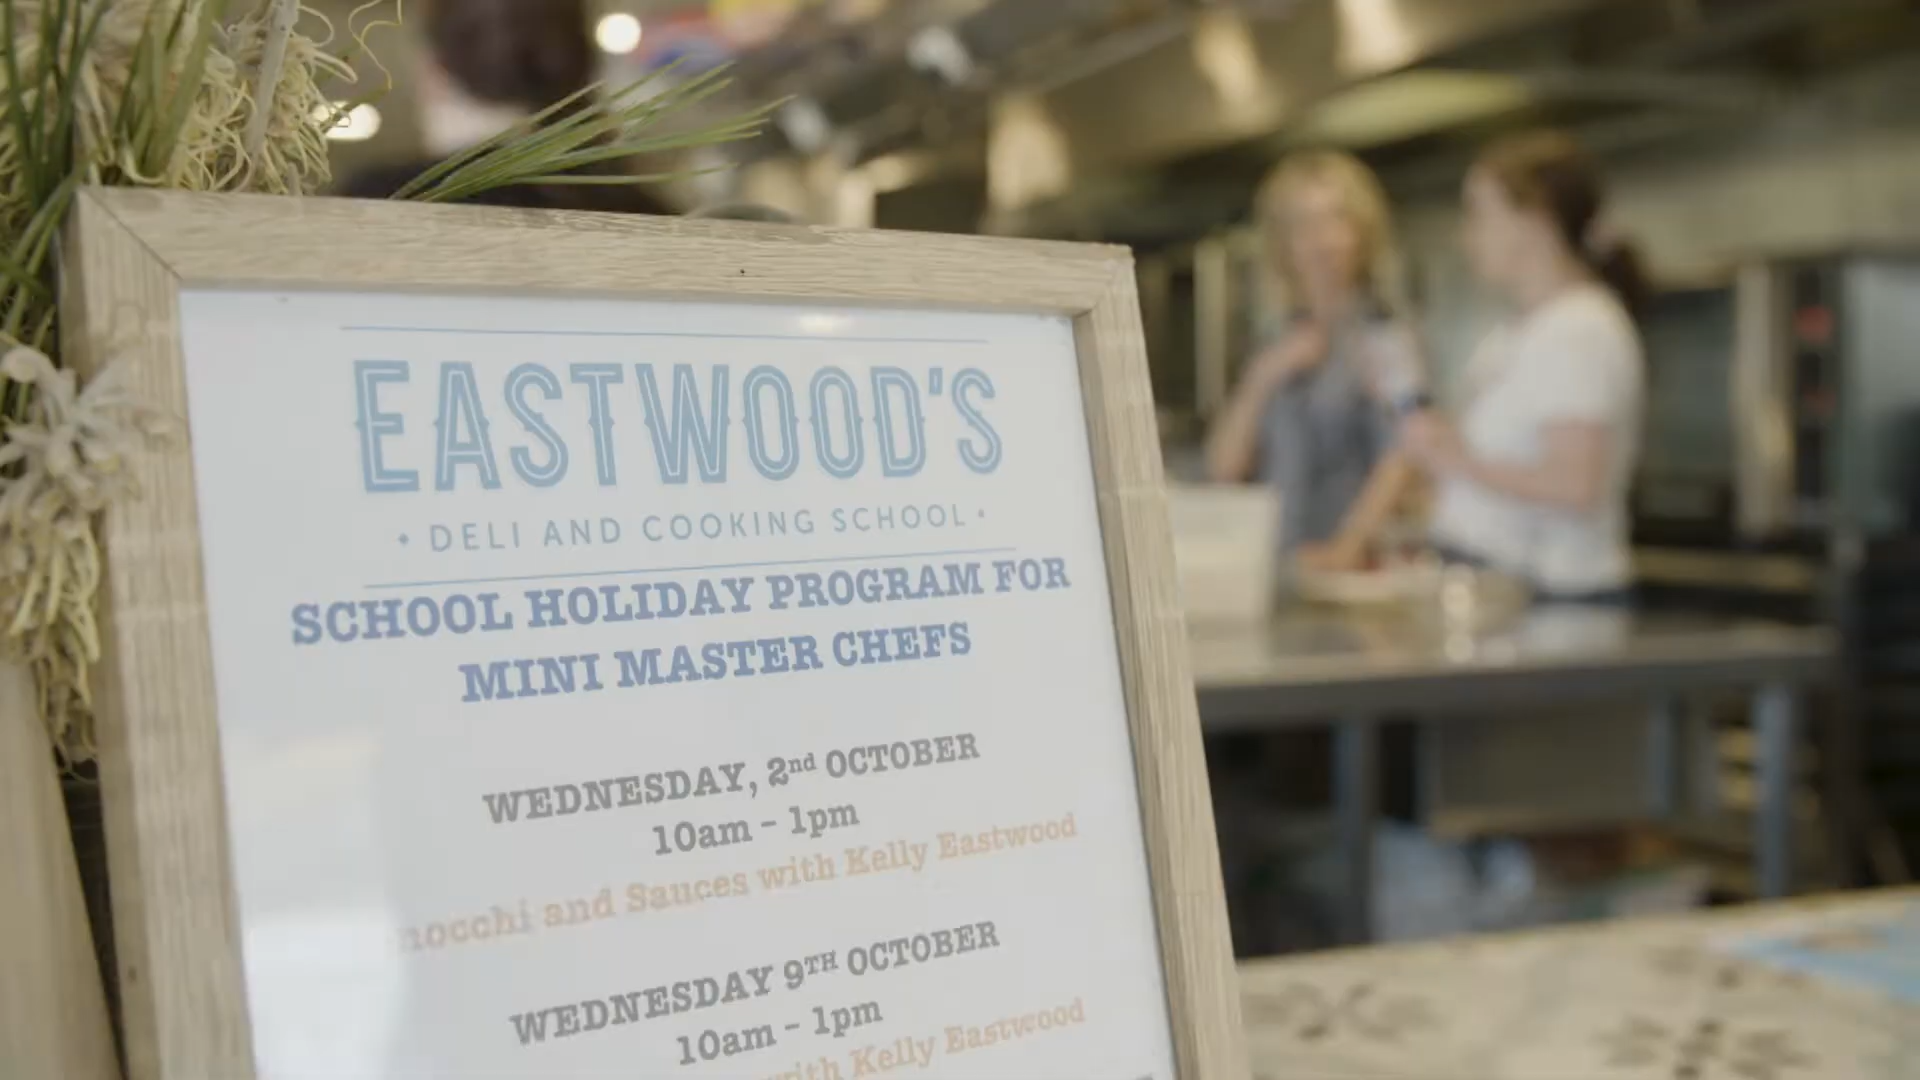 EASTWOOD'S
• DELI AND COOKING SCHOOL •
SCHOOL HOLIDAY PROGRAM FOR
MINI MASTER CHEFS
WEDNESDAY, 2nd OCTOBER
10am - 1pm
nocchi and Sauces with Kelly Eastwood
WEDNESDAY 9TH OCTOBER
10am - 1pm
with Kelly Eastwood